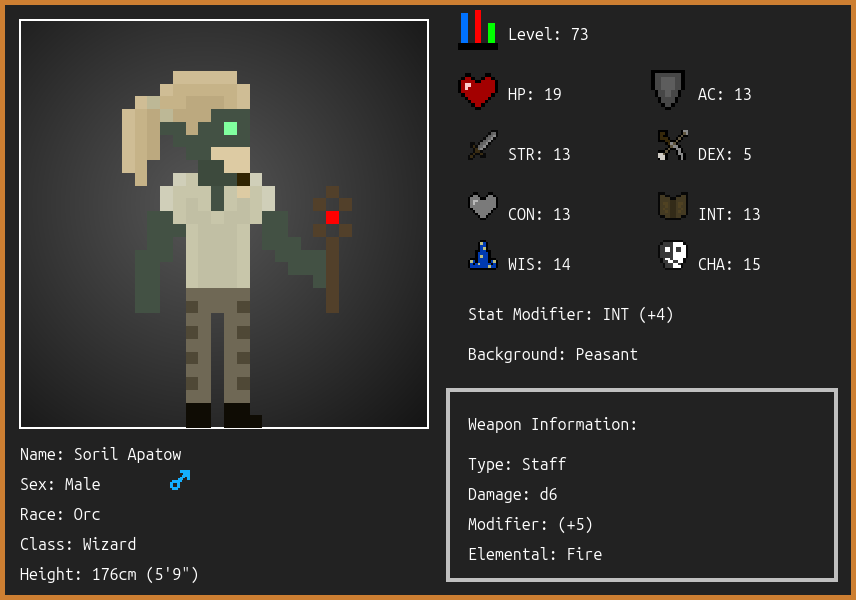 Level: 73
HP: 19
AC: 13
STR: 13
DEX: 5
CON: 13
INT: 13
WIS: 14
CHA: 15
Stat Modifier: INT (+4)
Background: Peasant
Weapon Information:
Type: Staff
Damage: d6
Modifier: (+5)
Elemental: Fire
Name: Soril Apatow
Sex: Male
Race: Orc
Class: Wizard
Height: 176cm (5'9")